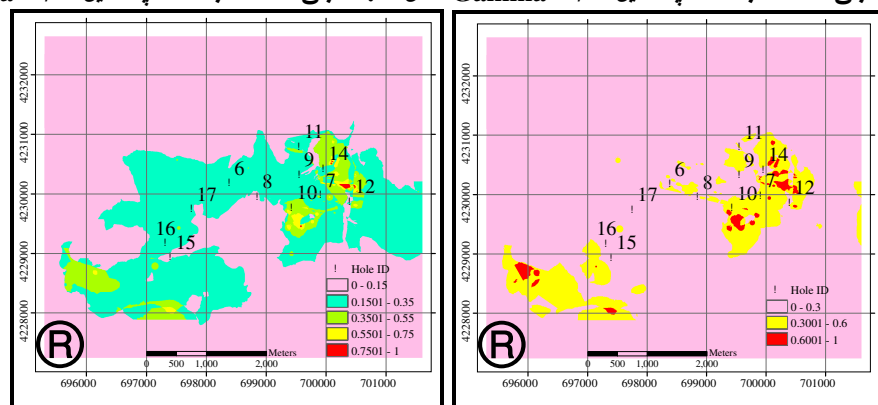 Gamma
4232000
4231000
4230000
4229000
4228000
11
9
14
6
8
7
12
10
17
16
15
! Hole ID
0 - 0.15
0.1501 - 0.35
0.3501 - 0.55
0.5501 - 0.75
0.7501 - 1
R
Meters
0 500 1,000 2,000
696000 697000 698000 699000 700000 701000
4232000
4231000
4230000
4229000
4228000
11
9
14
6
8
7
12
10
17
16
15
! Hole ID
0 - 0.3
0.3001 - 0.6
0.6001 - 1
R
Meters
0 500 1,000 2,000
696000 697000 698000 699000 700000 701000